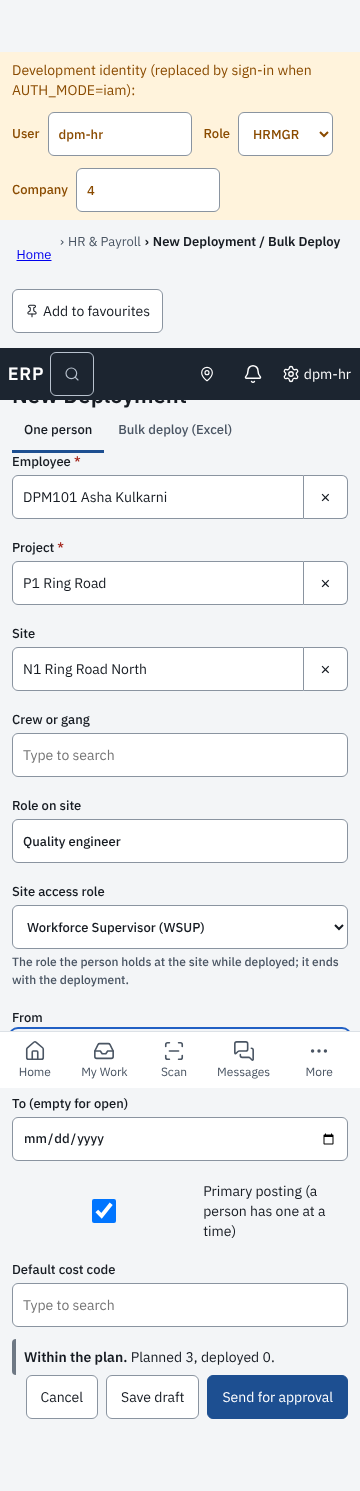 Development identity (replaced by sign-in when
AUTH_MODE=iam):
User dpm-hr Role HRMGR
Company 4
Home › HR & Payroll › New Deployment / Bulk Deploy
Add to favourites
ERP dpm-hr
New Deployment
One person Bulk deploy (Excel)
Employee *
DPM101 Asha Kulkarni ×
Project *
P1 Ring Road ×
Site
N1 Ring Road North ×
Crew or gang
Type to search
Role on site
Quality engineer
Site access role
Workforce Supervisor (WSUP)
The role the person holds at the site while deployed; it ends
with the deployment.
From
Home My Work Scan Messages More
To (empty for open)
mm/dd/yyyy
Primary posting (a
person has one at a
time)
Default cost code
Type to search
Within the plan. Planned 3, deployed 0.
Cancel Save draft Send for approval